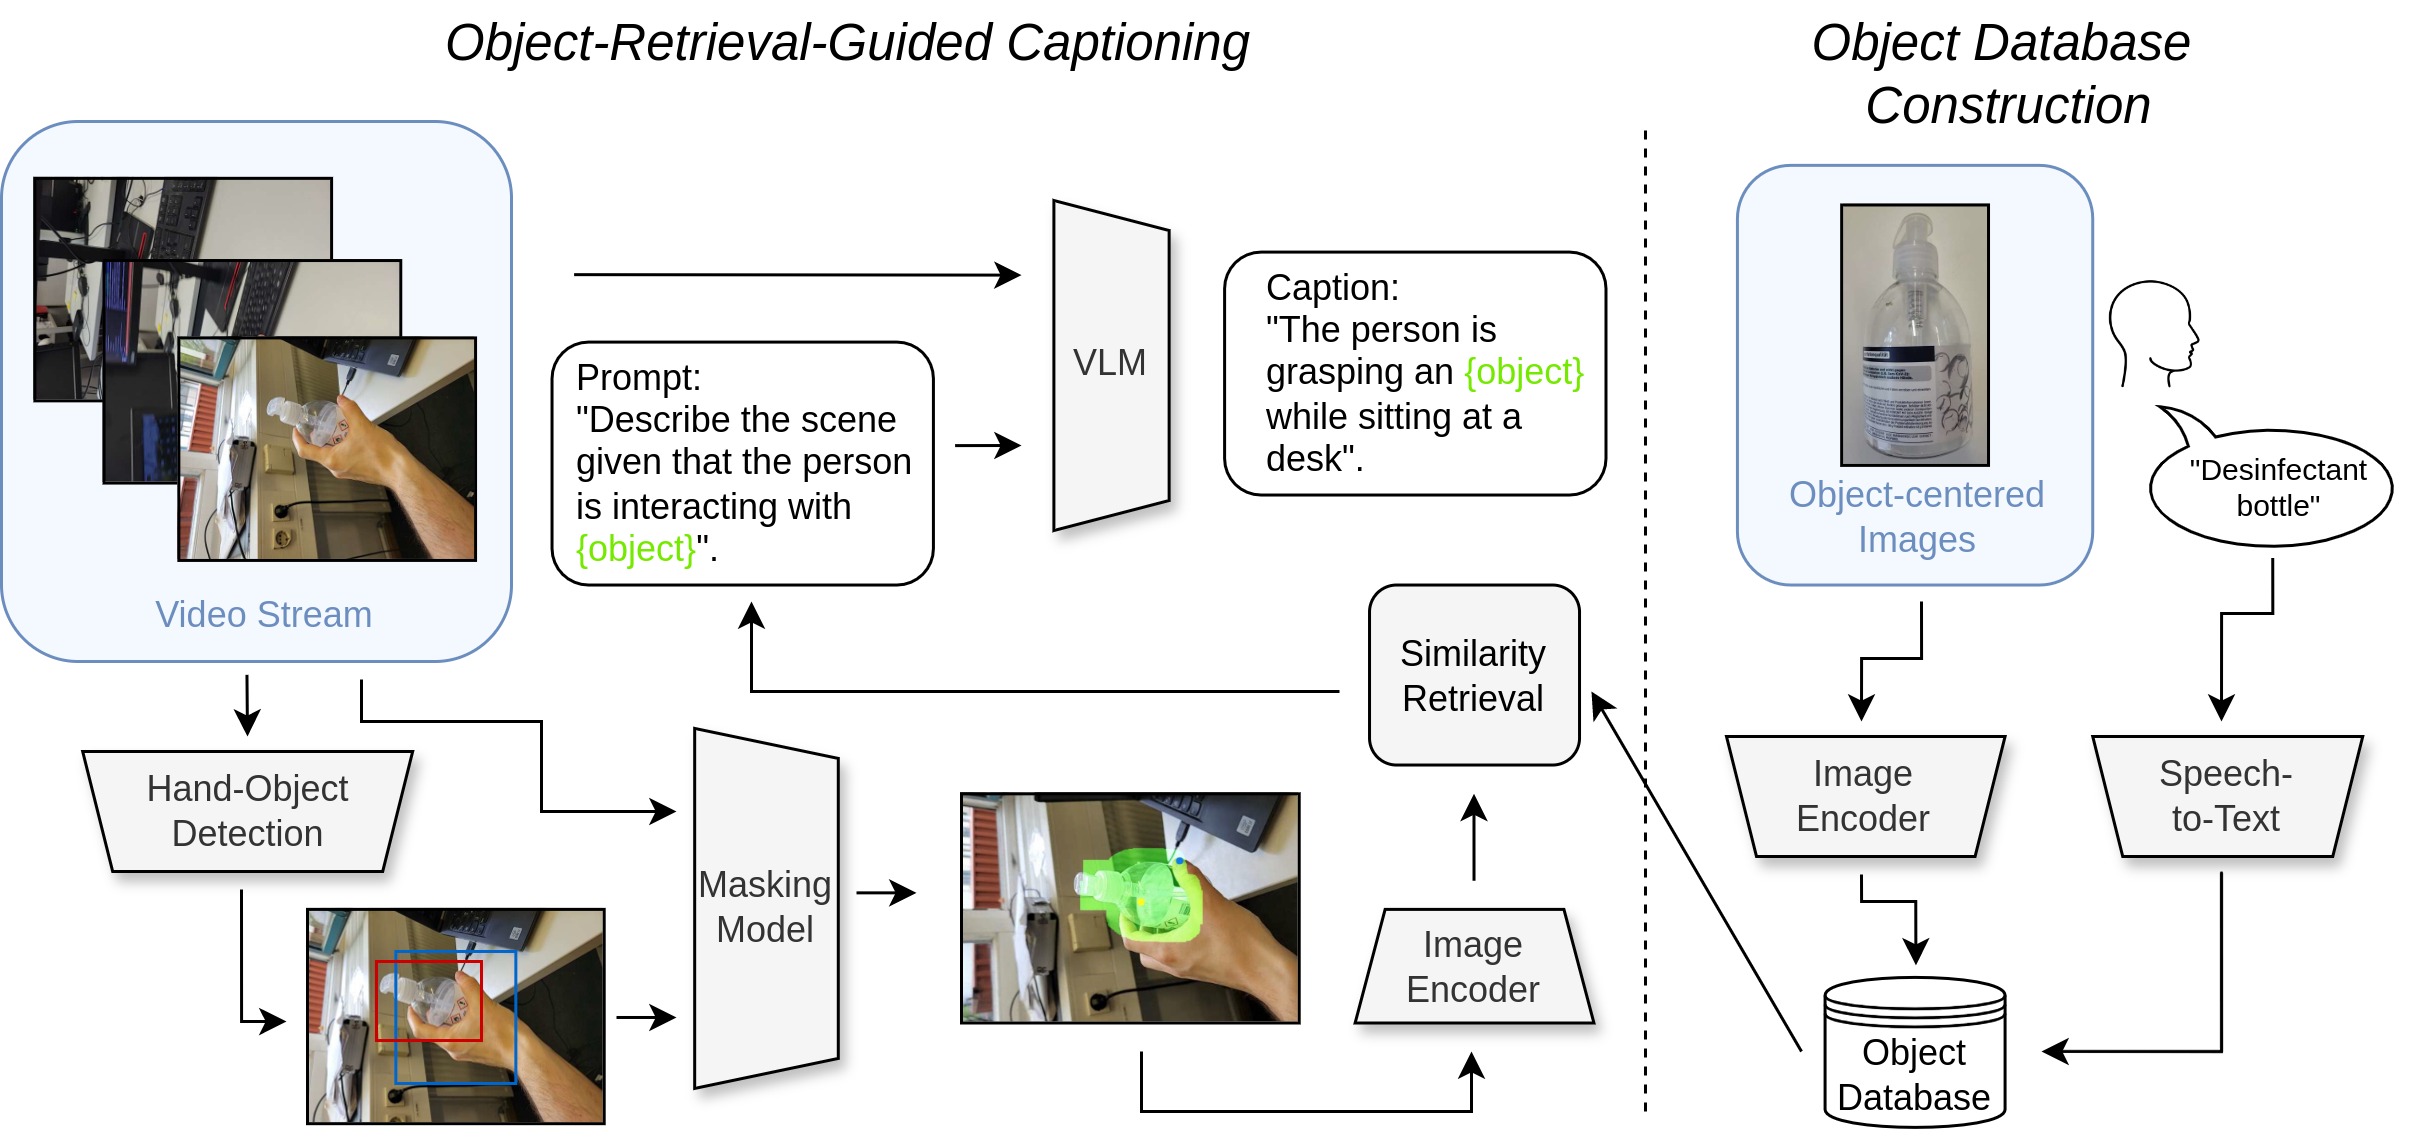 Object-Retrieval-Guided Captioning
Object Database
Construction
Video Stream
Prompt:
"Describe the scene
given that the person
is interacting with
{object}".
VLM
Caption:
"The person is
grasping an {object}
while sitting at a
desk".
Hand-Object
Detection
Masking
Model
Similarity
Retrieval
Image
Encoder
Object-centered
Images
"Desinfectant
bottle"
Image
Encoder
Speech-
to-Text
Object
Database